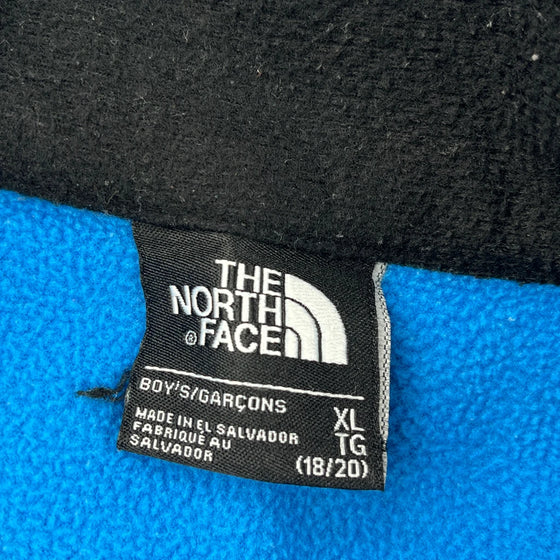 THE
NORTH
®FACE
BOY'S/GARÇONS
MADE IN EL SALVADOR
FABRIQUÉ AU
SALVADOR
XL
TG
(18/20)